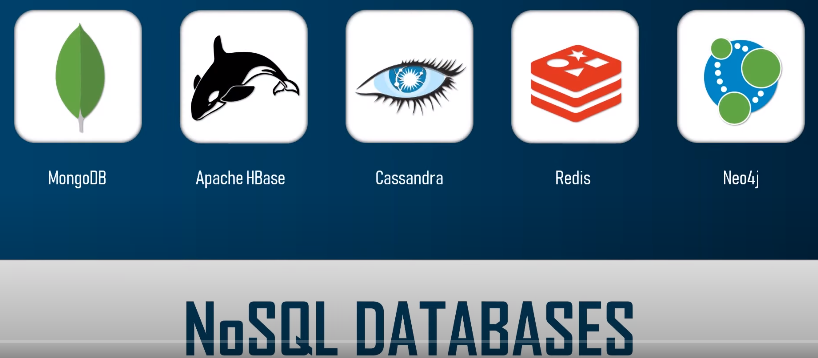 MongoDB
Apache HBase
Cassandra
Redis
Neo4j
NoSQL DATABASES